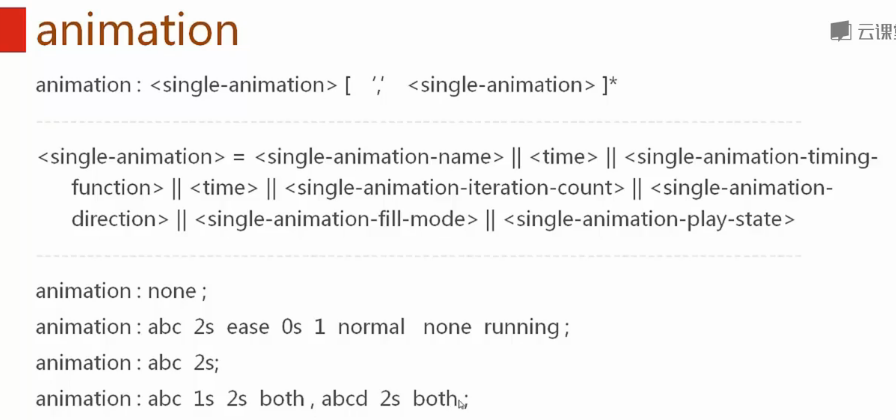 animation
云课
animation : <single-animation> [ ',' <single-animation> ]*
<single-animation> = <single-animation-name> || <time> || <single-animation-timing-
function> || <time> || <single-animation-iteration-count> || <single-animation-
direction> || <single-animation-fill-mode> || <single-animation-play-state>
animation : none ;
animation : abc 2s ease 0s 1 normal none running ;
animation : abc 2s;
animation : abc 1s 2s both , abcd 2s both ;